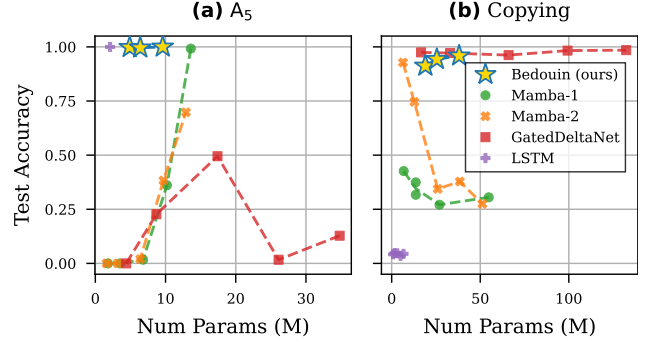 (a) A5
(b) Copying
Test Accuracy
1.00
0.75
0.50
0.25
0.00
0
10
20
30
Num Params (M)
0
50
100
Num Params (M)
Bedouin (ours)
Mamba-1
Mamba-2
GatedDeltaNet
LSTM